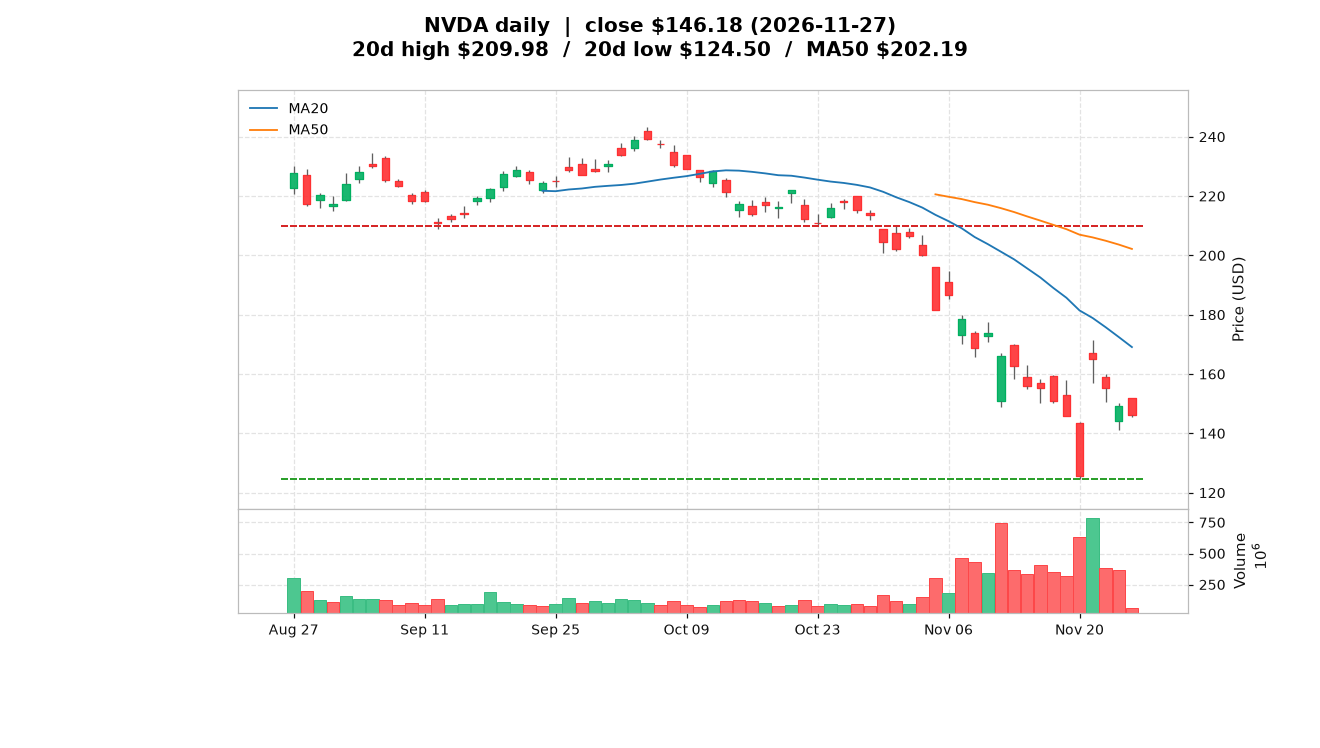 NVDA daily | close $146.18 (2026-11-27)
20d high $209.98 / 20d low $124.50 / MA50 $202.19
MA20
MA50
240
220
200
180
160
140
120
Price (USD)
750
500
250
Volume
10⁶
Aug 27 Sep 11 Sep 25 Oct 09 Oct 23 Nov 06 Nov 20